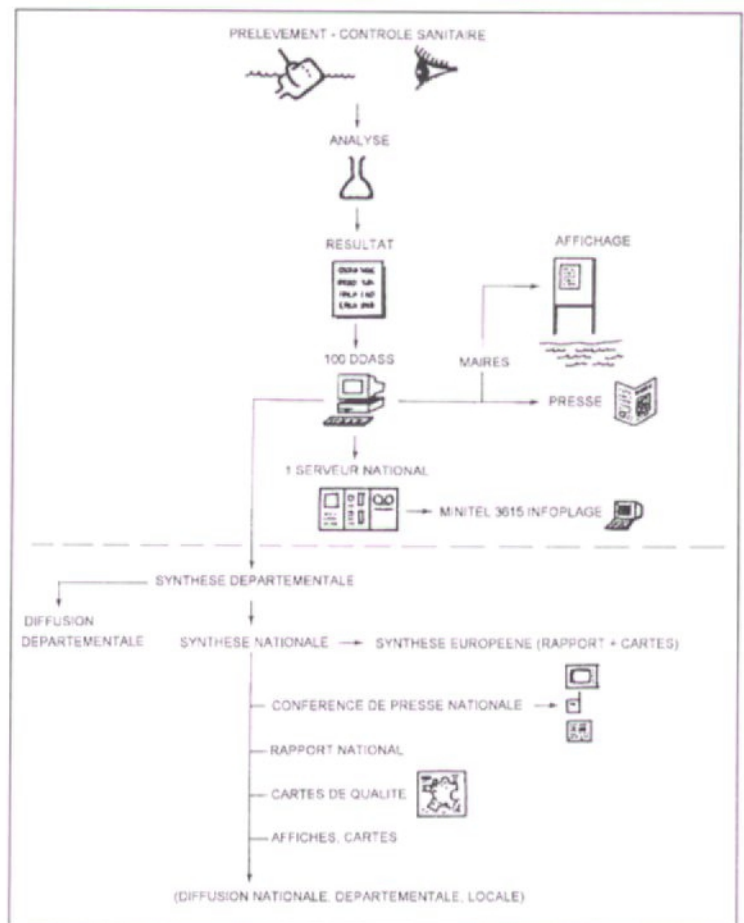 PRELEVEMENT - CONTROLE SANITAIRE
ANALYSE
RESULTAT
AFFICHAGE
100 DDASS
MAIRES
PRESSE
1 SERVEUR NATIONAL
MINITEL 3615 INFOPLAGE
SYNTHESE DEPARTEMENTALE
DIFFUSION
DEPARTEMENTALE
SYNTHESE NATIONALE
SYNTHESE EUROPEENE (RAPPORT + CARTES)
CONFERENCE DE PRESSE NATIONALE
RAPPORT NATIONAL
CARTES DE QUALITE
AFFICHES, CARTES
(DIFFUSION NATIONALE, DEPARTEMENTALE, LOCALE)